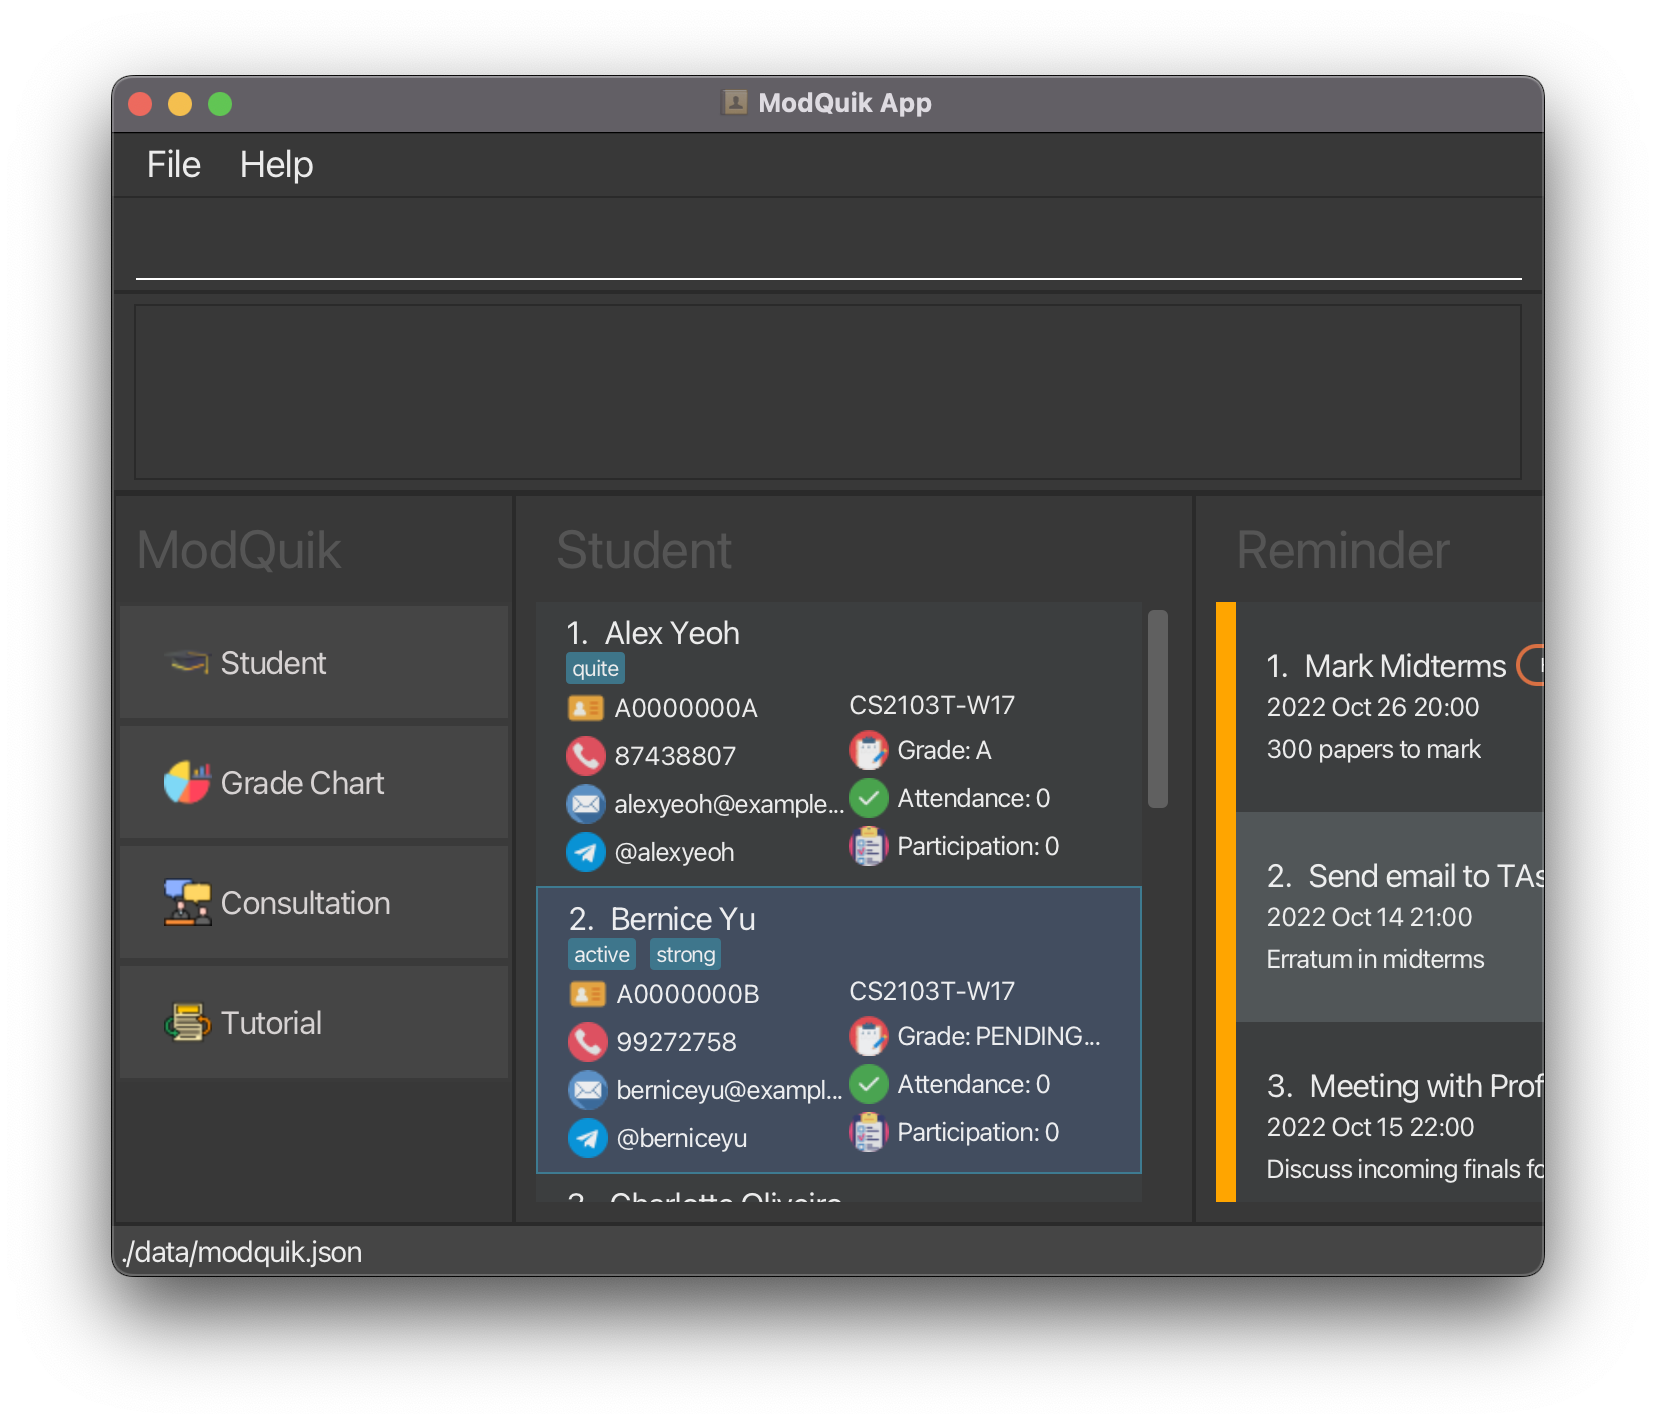 ModQuik App
File Help
ModQuik
Student
Grade Chart
Consultation
Tutorial
Student
1. Alex Yeoh
quite
A0000000A
87438807
alexyeoh@example...
@alexyeoh
CS2103T-W17
Grade: A
Attendance: 0
Participation: 0
2. Bernice Yu
active strong
A0000000B
99272758
berniceyu@exampl...
@berniceyu
CS2103T-W17
Grade: PENDING...
Attendance: 0
Participation: 0
Reminder
1. Mark Midterms
2022 Oct 26 20:00
300 papers to mark
2. Send email to TAs
2022 Oct 14 21:00
Erratum in midterms
3. Meeting with Prof
2022 Oct 15 22:00
Discuss incoming finals
./data/modquik.json